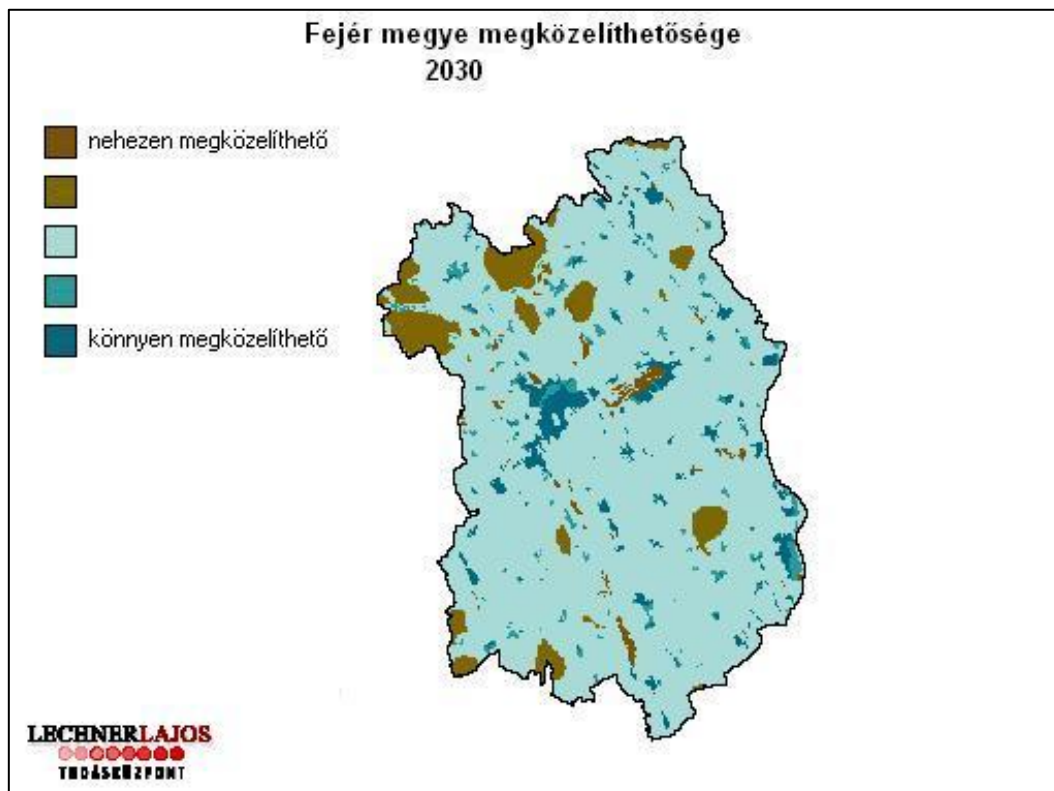 Fejér megye megközelíthetősége
2030
nehezen megközelíthető
könnyen megközelíthető
LECHNERLAJOS
TUDÁSKÖZPONT